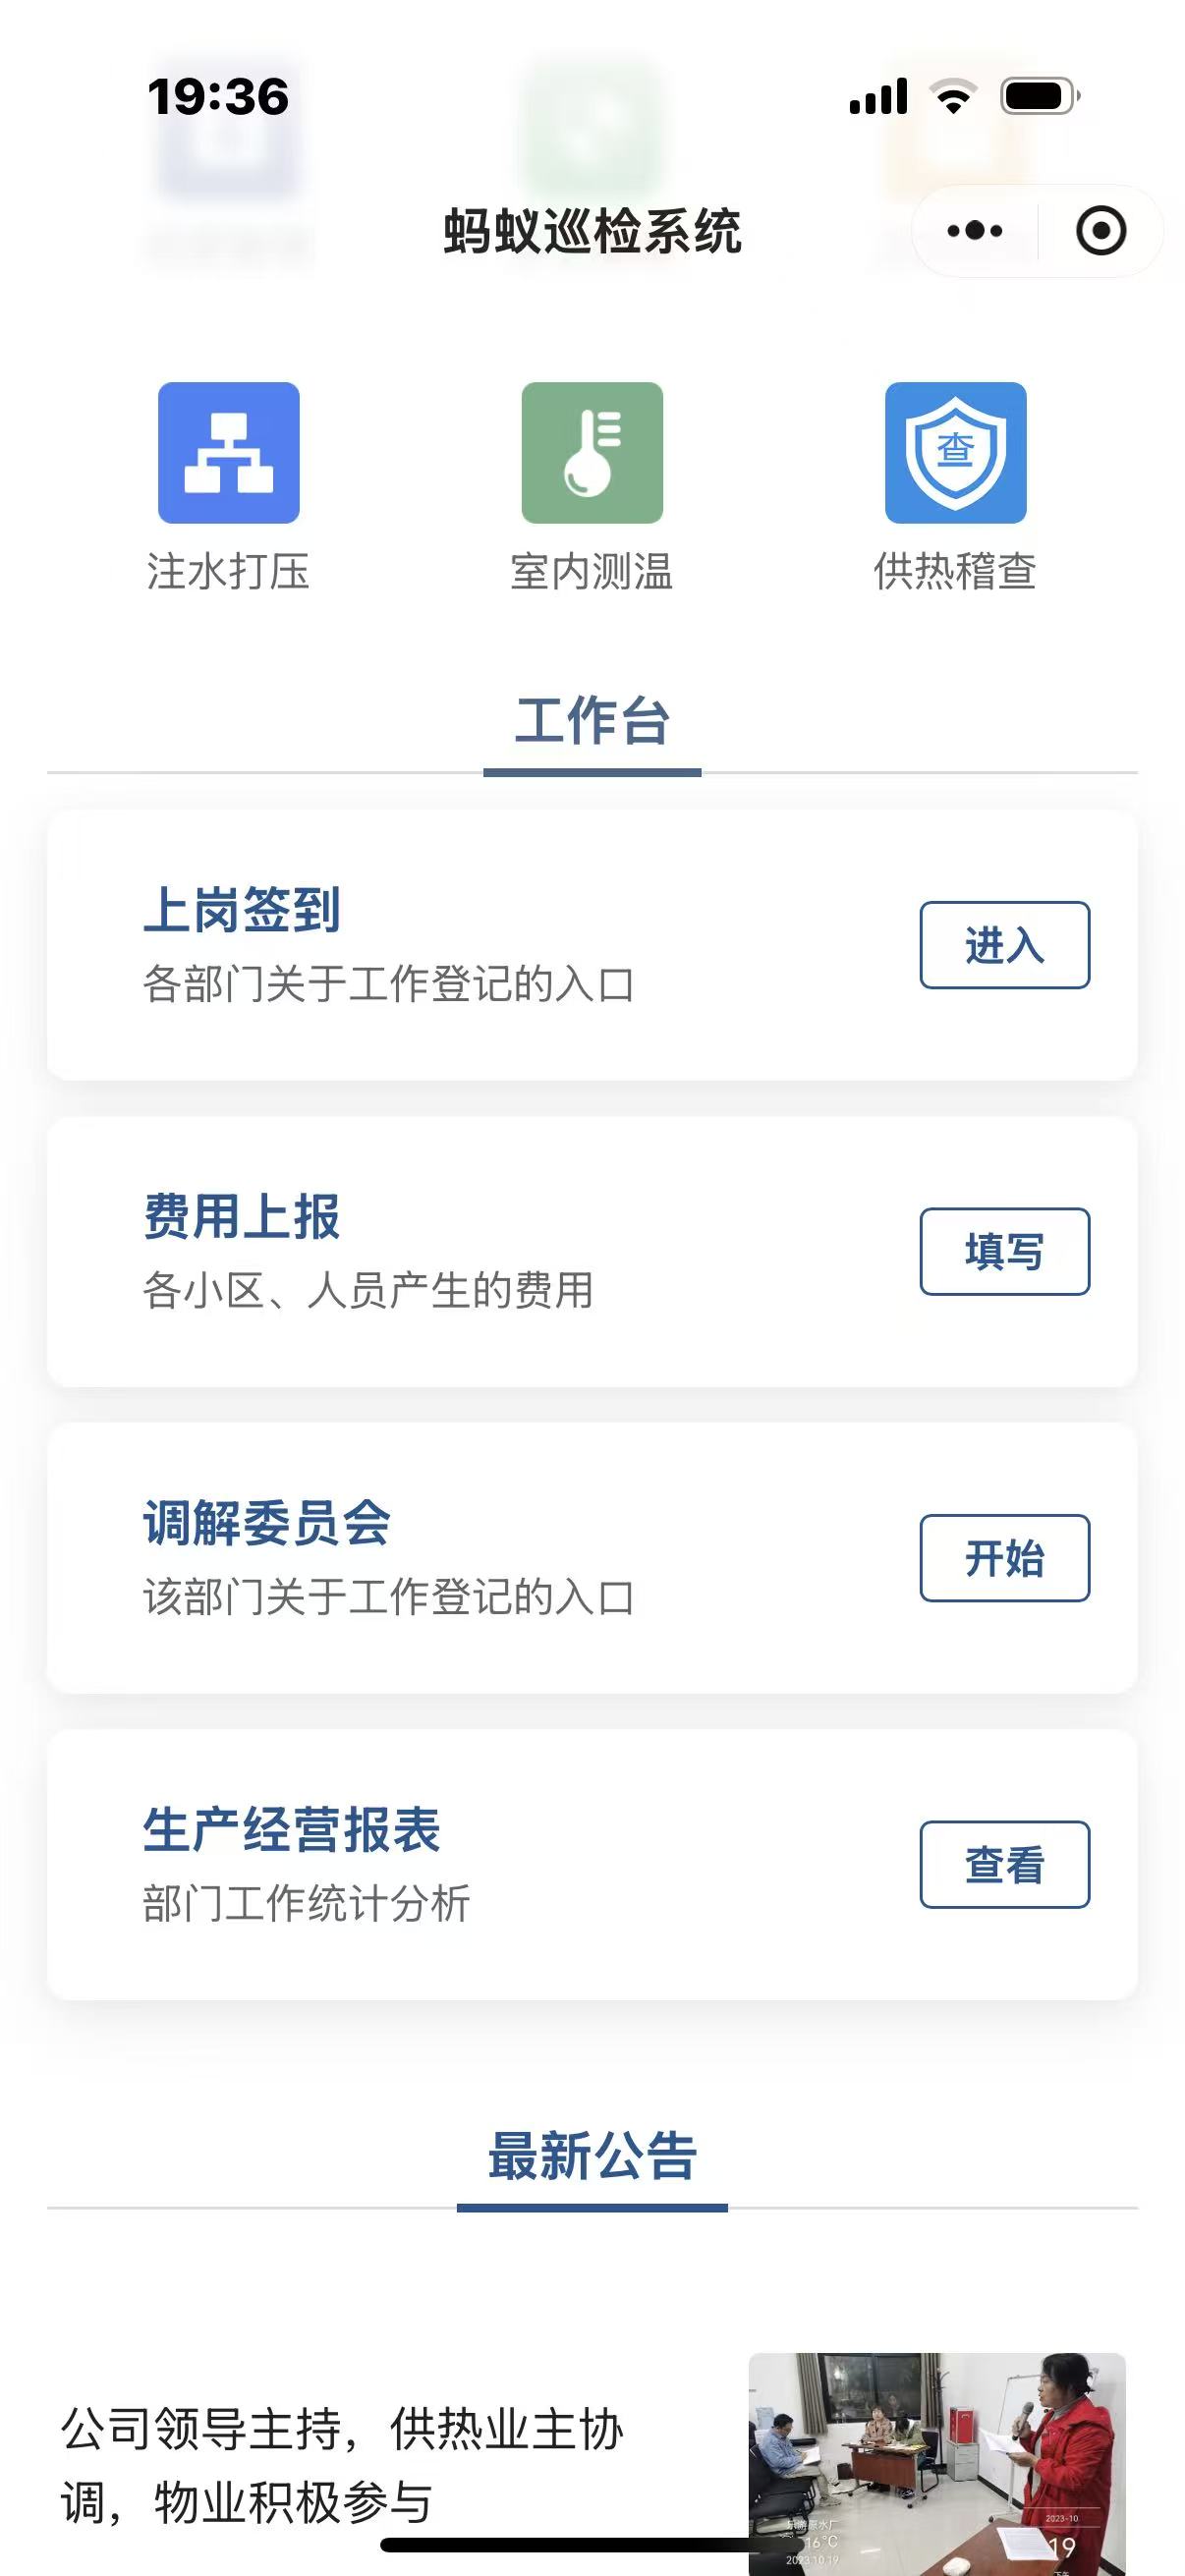 19:36
蚂蚁巡检系统
查
注水打压
室内测温
供热稽查
工作台
上岗签到
各部门关于工作登记的入口
进入
费用上报
各小区、人员产生的费用
填写
调解委员会
该部门关于工作登记的入口
开始
生产经营报表
部门工作统计分析
查看
最新公告
公司领导主持，供热业主协
调，物业积极参与
2023-10
19
16°C
2023 10 19